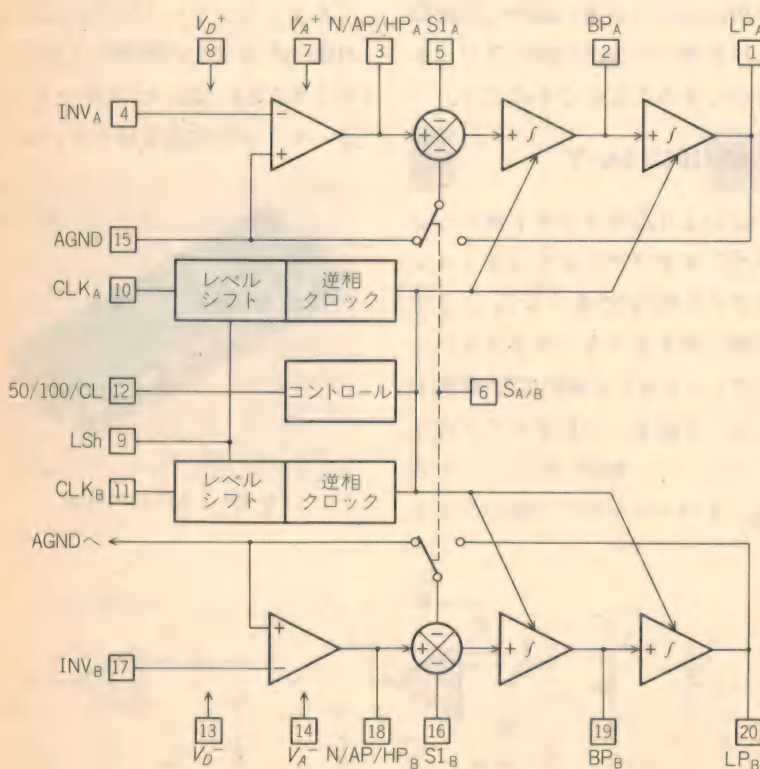 V_D⁺ V_A⁺ N/AP/HP_A S1_A BP_A LP_A
8 7 3 5 2 1
INV_A 4 − + + − − + ∫ + ∫
AGND 15
CLK_A 10 レベル シフト 逆相 クロック
50/100/CL 12 コントロール 6 S_A/B
LSh 9
CLK_B 11 レベル シフト 逆相 クロック
AGNDへ
INV_B 17 + − + − − + ∫ + ∫
13 14 18 16 19 20
V_D⁻ V_A⁻ N/AP/HP_B S1_B BP_B LP_B